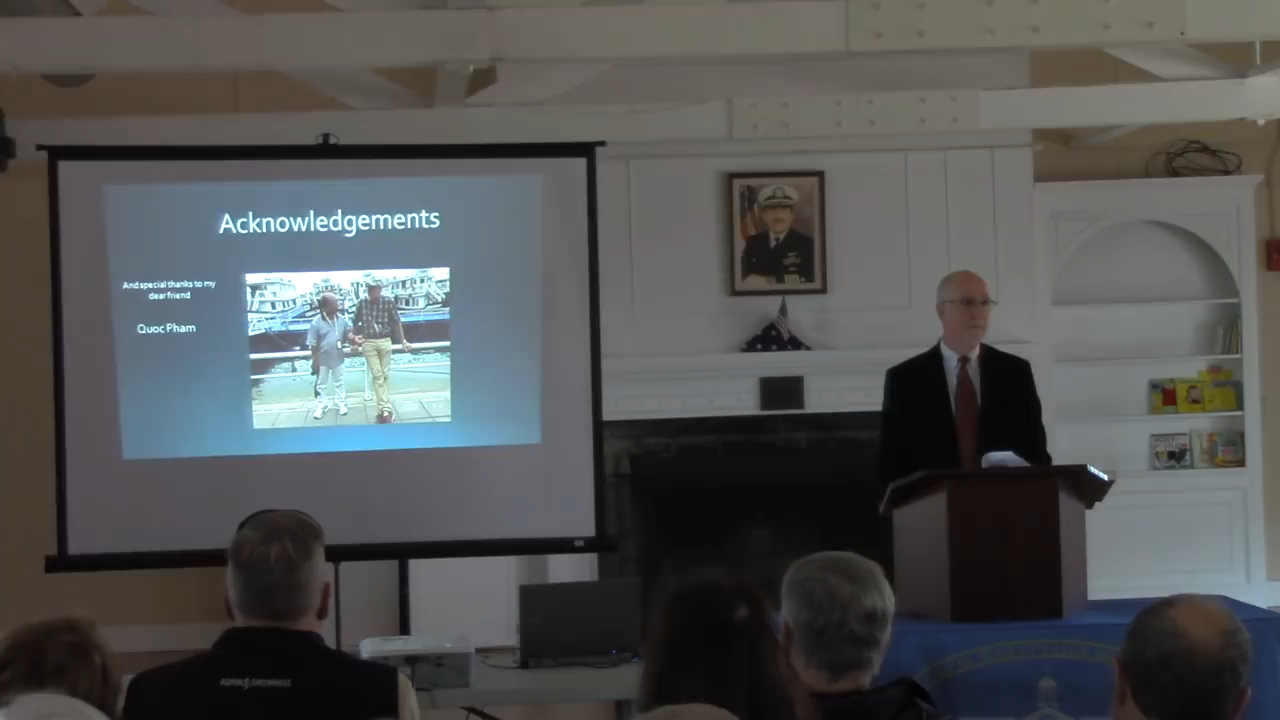 Acknowledgements
And special thanks to my
dear friend
Quoc Pham